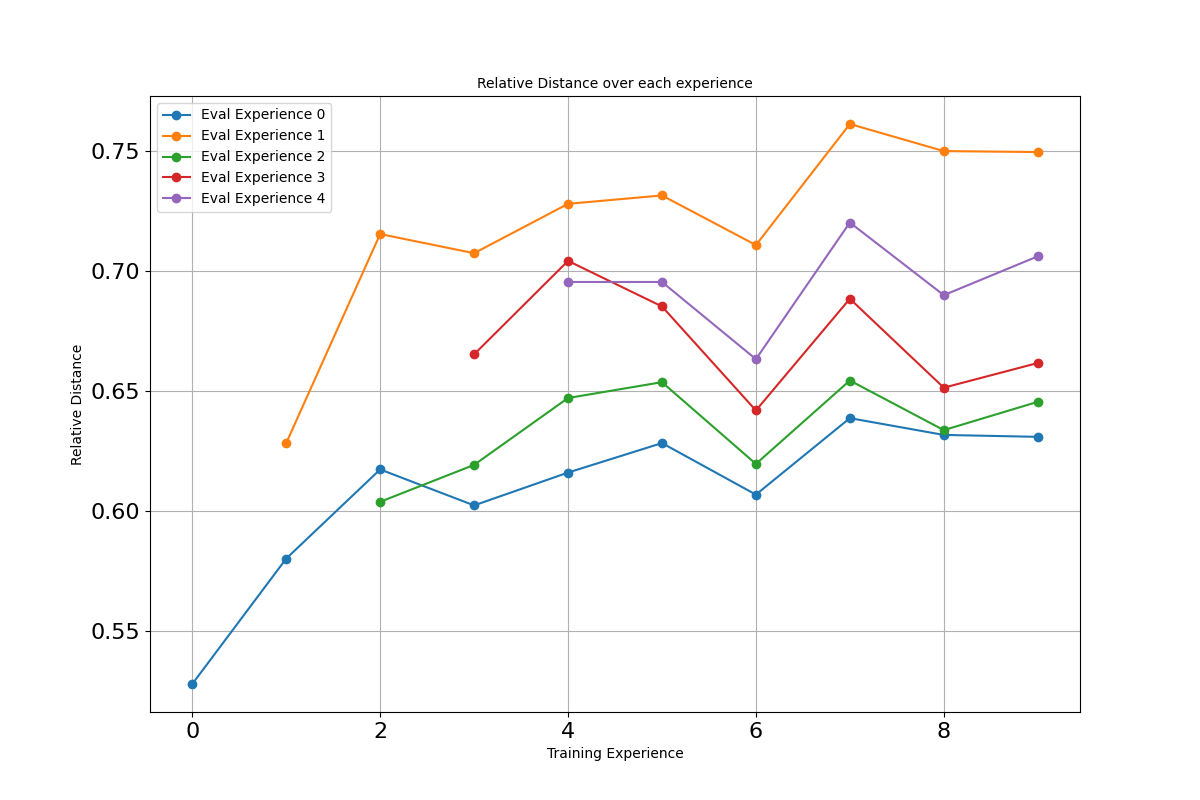 Relative Distance over each experience
Eval Experience 0
Eval Experience 1
Eval Experience 2
Eval Experience 3
Eval Experience 4
0.75
0.70
0.65
0.60
0.55
Relative Distance
0 2 4 6 8
Training Experience